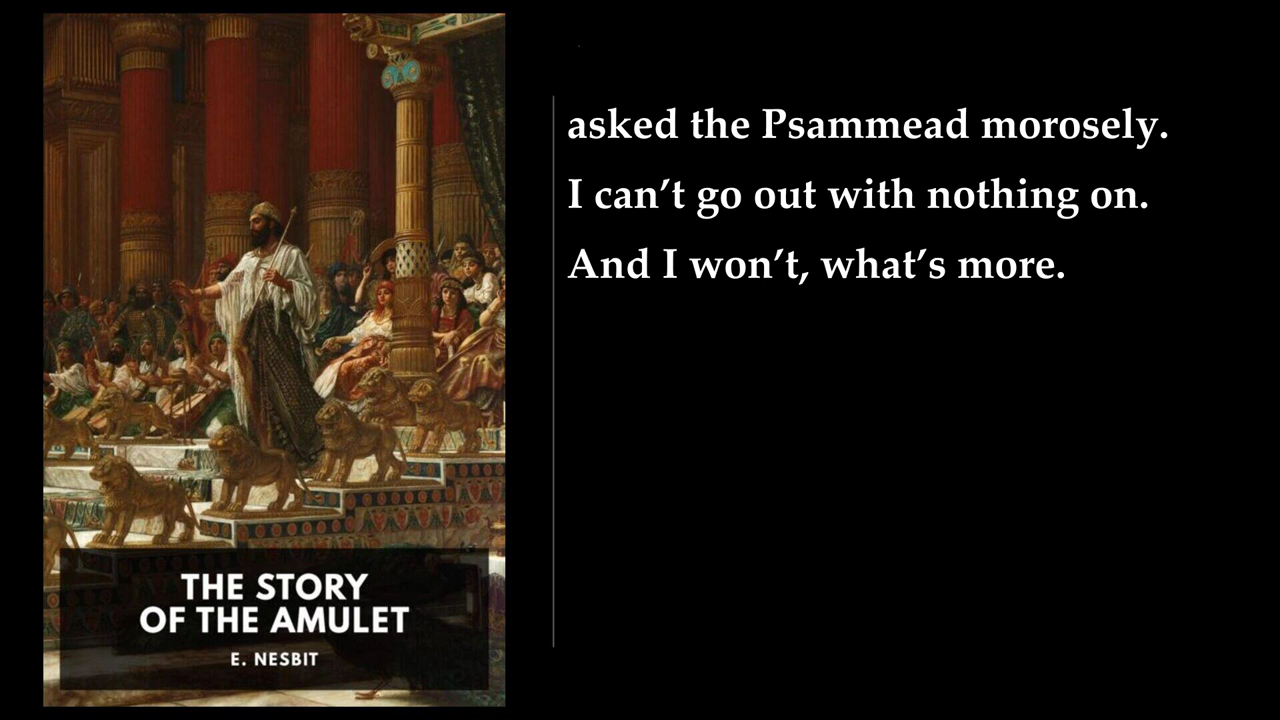 asked the Psammead morosely.
I can’t go out with nothing on.
And I won’t, what’s more.
THE STORY
OF THE AMULET
E. NESBIT